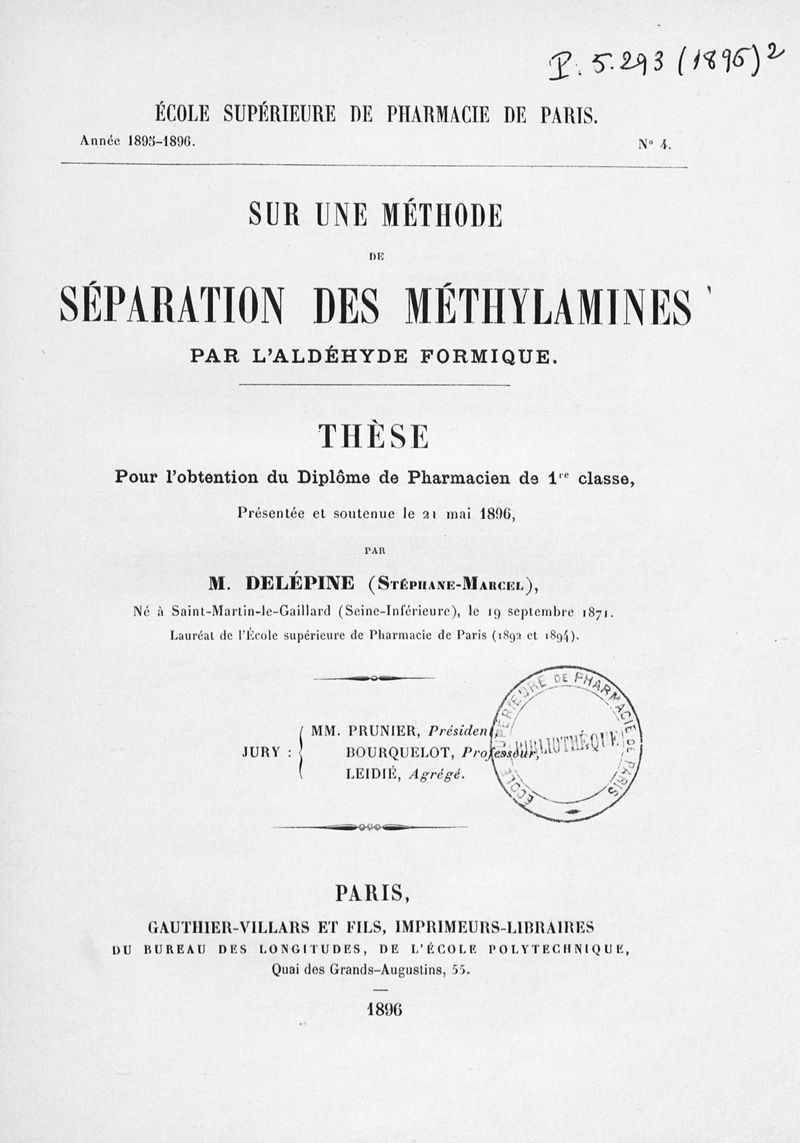 P. 5.293 (1896) 2
ÉCOLE SUPÉRIEURE DE PHARMACIE DE PARIS.
Année 1895-1896.
N° 4.
SUR UNE MÉTHODE
DE
SÉPARATION DES MÉTHYLAMINES
PAR L'ALDÉHYDE FORMIQUE.
THÈSE
Pour l'obtention du Diplôme de Pharmacien de 1re classe,
Présentée et soutenue le 21 mai 1896,
PAR
M. DELÉPINE (STÉPHANE-MARCEL),
Né à Saint-Martin-le-Gaillard (Seine-Inférieure), le 19 septembre 1871.
Lauréat de l'École supérieure de Pharmacie de Paris (1892 et 1894).
JURY :
MM. PRUNIER, Président,
BOURQUELOT, Professeur,
LEIDIÉ, Agrégé.
ÉCOLE SUPÉRIEURE DE PHARMACIE DE PARIS
BIBLIOTHÈQUE
PARIS,
GAUTHIER-VILLARS ET FILS, IMPRIMEURS-LIBRAIRES
DU BUREAU DES LONGITUDES, DE L'ÉCOLE POLYTECHNIQUE,
Quai des Grands-Augustins, 55.
1896